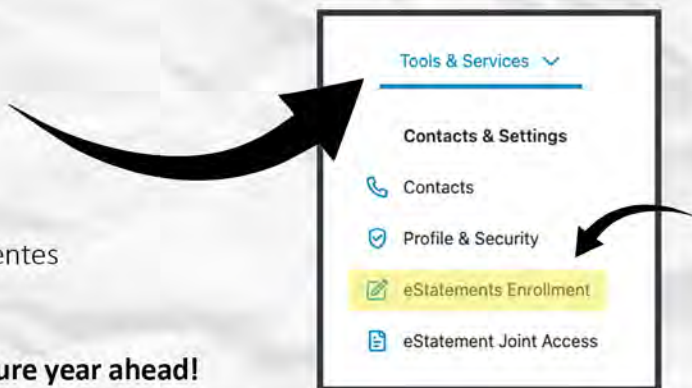 Tools & Services
Contacts & Settings
Contacts
Profile & Security
eStatements Enrollment
eStatement Joint Access
entes
ure year ahead!